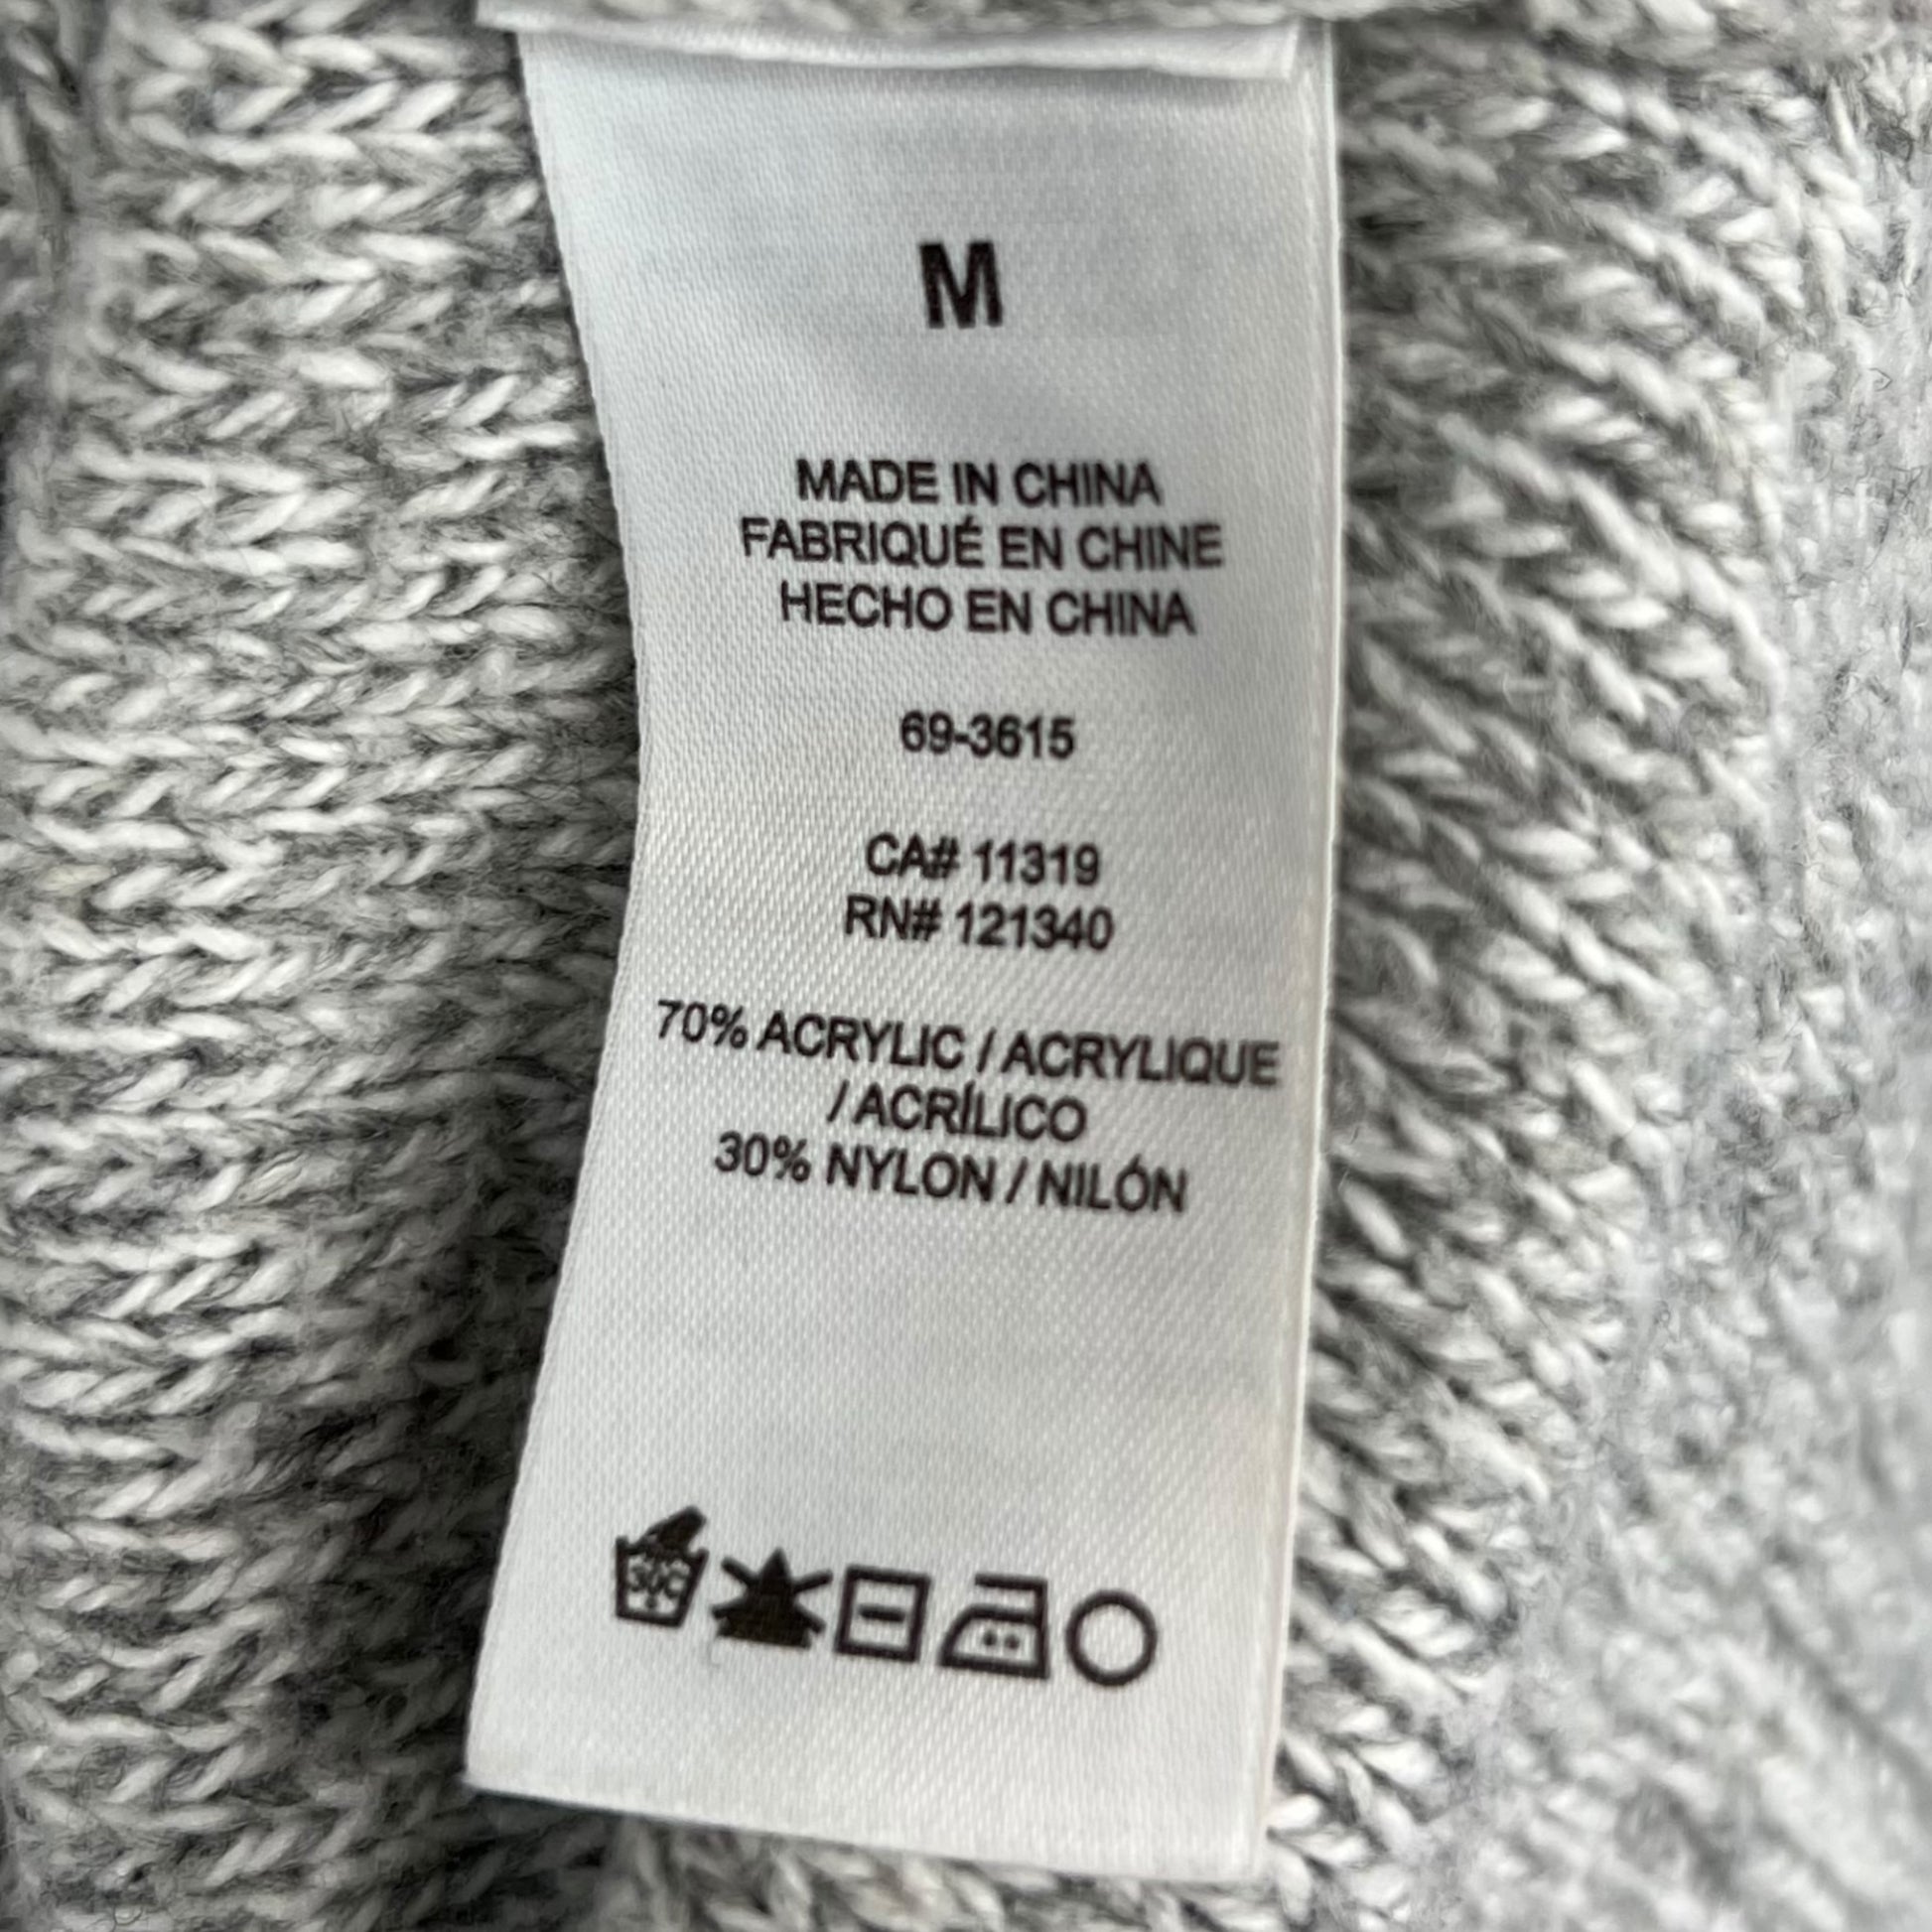 M
MADE IN CHINA
FABRIQUÉ EN CHINE
HECHO EN CHINA
69-3615
CA# 11319
RN# 121340
70% ACRYLIC / ACRYLIQUE
/ ACRÍLICO
30% NYLON / NILÓN
30C